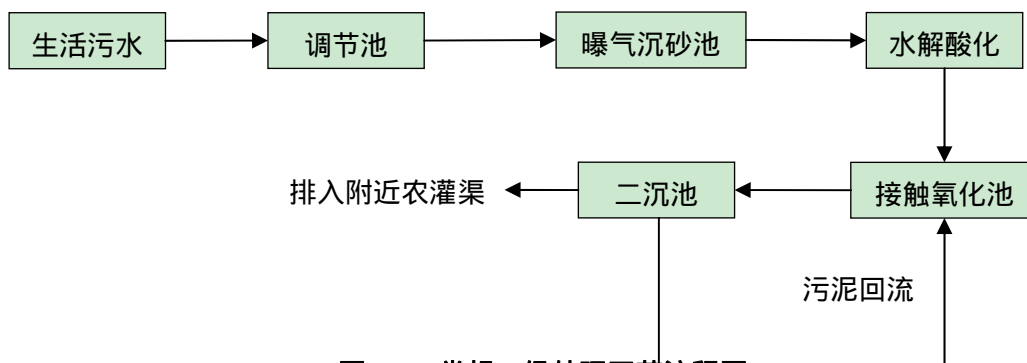 生活污水
调节池
曝气沉砂池
水解酸化
排入附近农灌渠
二沉池
接触氧化池
污泥回流